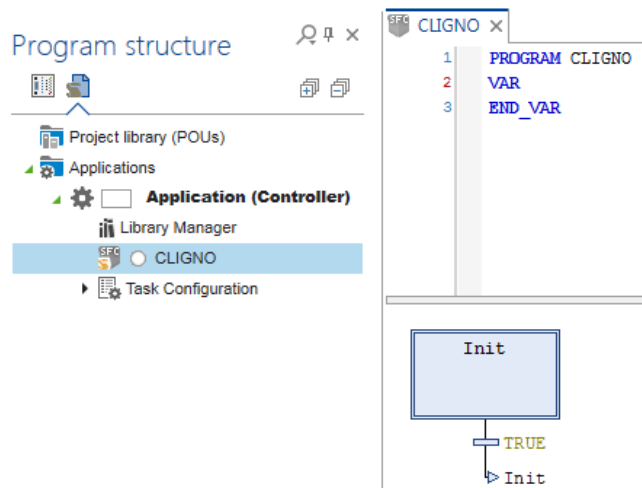 Program structure
Project library (POUs)
Applications
Application (Controller)
Library Manager
SFC CLIGNO
Task Configuration
SFC CLIGNO
1 PROGRAM CLIGNO
2 VAR
3 END_VAR
Init
TRUE
Init